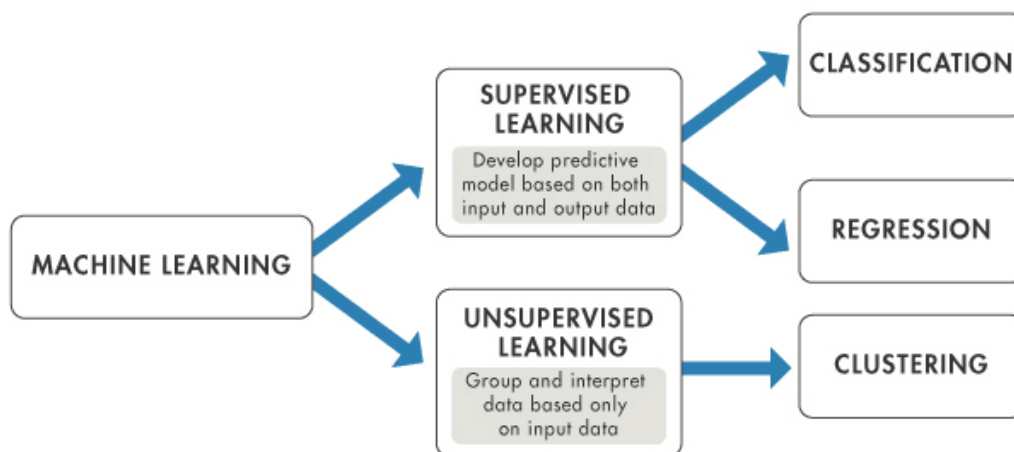 MACHINE LEARNING
SUPERVISED
LEARNING
Develop predictive
model based on both
input and output data
UNSUPERVISED
LEARNING
Group and interpret
data based only
on input data
CLASSIFICATION
REGRESSION
CLUSTERING